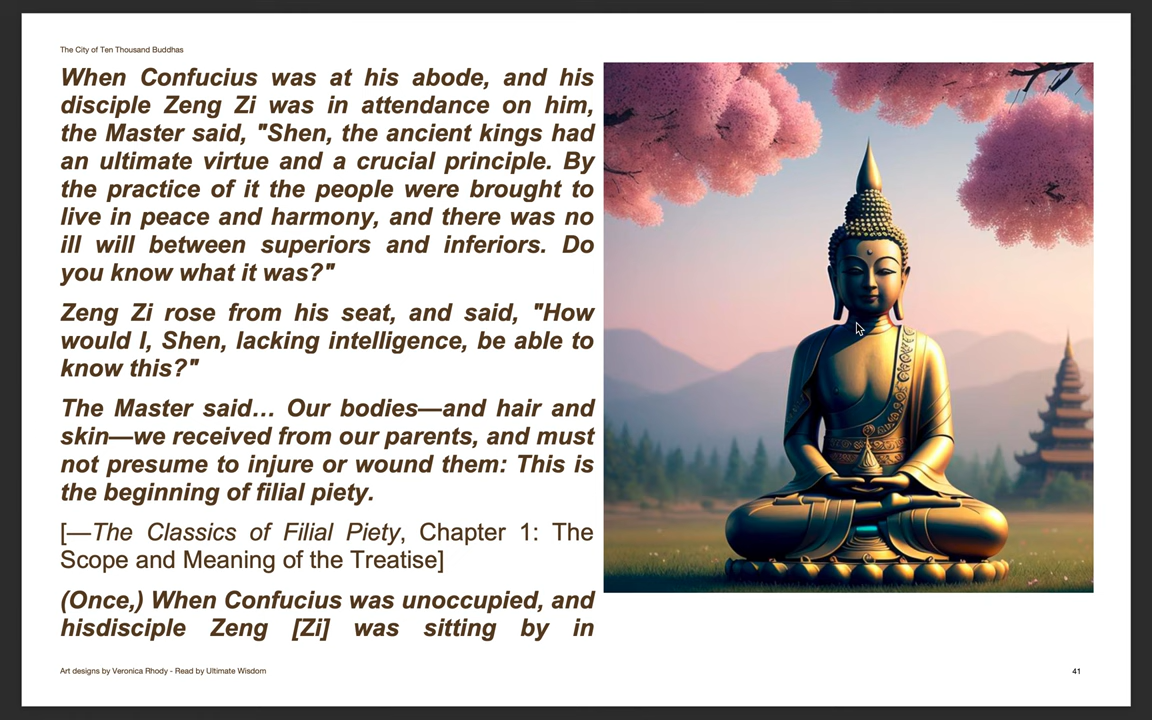 The City of Ten Thousand Buddhas
When Confucius was at his abode, and his
disciple Zeng Zi was in attendance on him,
the Master said, "Shen, the ancient kings had
an ultimate virtue and a crucial principle. By
the practice of it the people were brought to
live in peace and harmony, and there was no
ill will between superiors and inferiors. Do
you know what it was?"
Zeng Zi rose from his seat, and said, "How
would I, Shen, lacking intelligence, be able to
know this?"
The Master said… Our bodies—and hair and
skin—we received from our parents, and must
not presume to injure or wound them: This is
the beginning of filial piety.
[—The Classics of Filial Piety, Chapter 1: The
Scope and Meaning of the Treatise]
(Once,) When Confucius was unoccupied, and
hisdisciple Zeng [Zi] was sitting by in
Art designs by Veronica Rhody - Read by Ultimate Wisdom
41